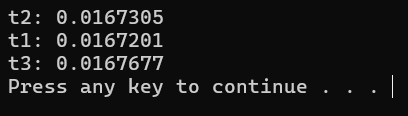 t2: 0.0167305
t1: 0.0167201
t3: 0.0167677
Press any key to continue . . .